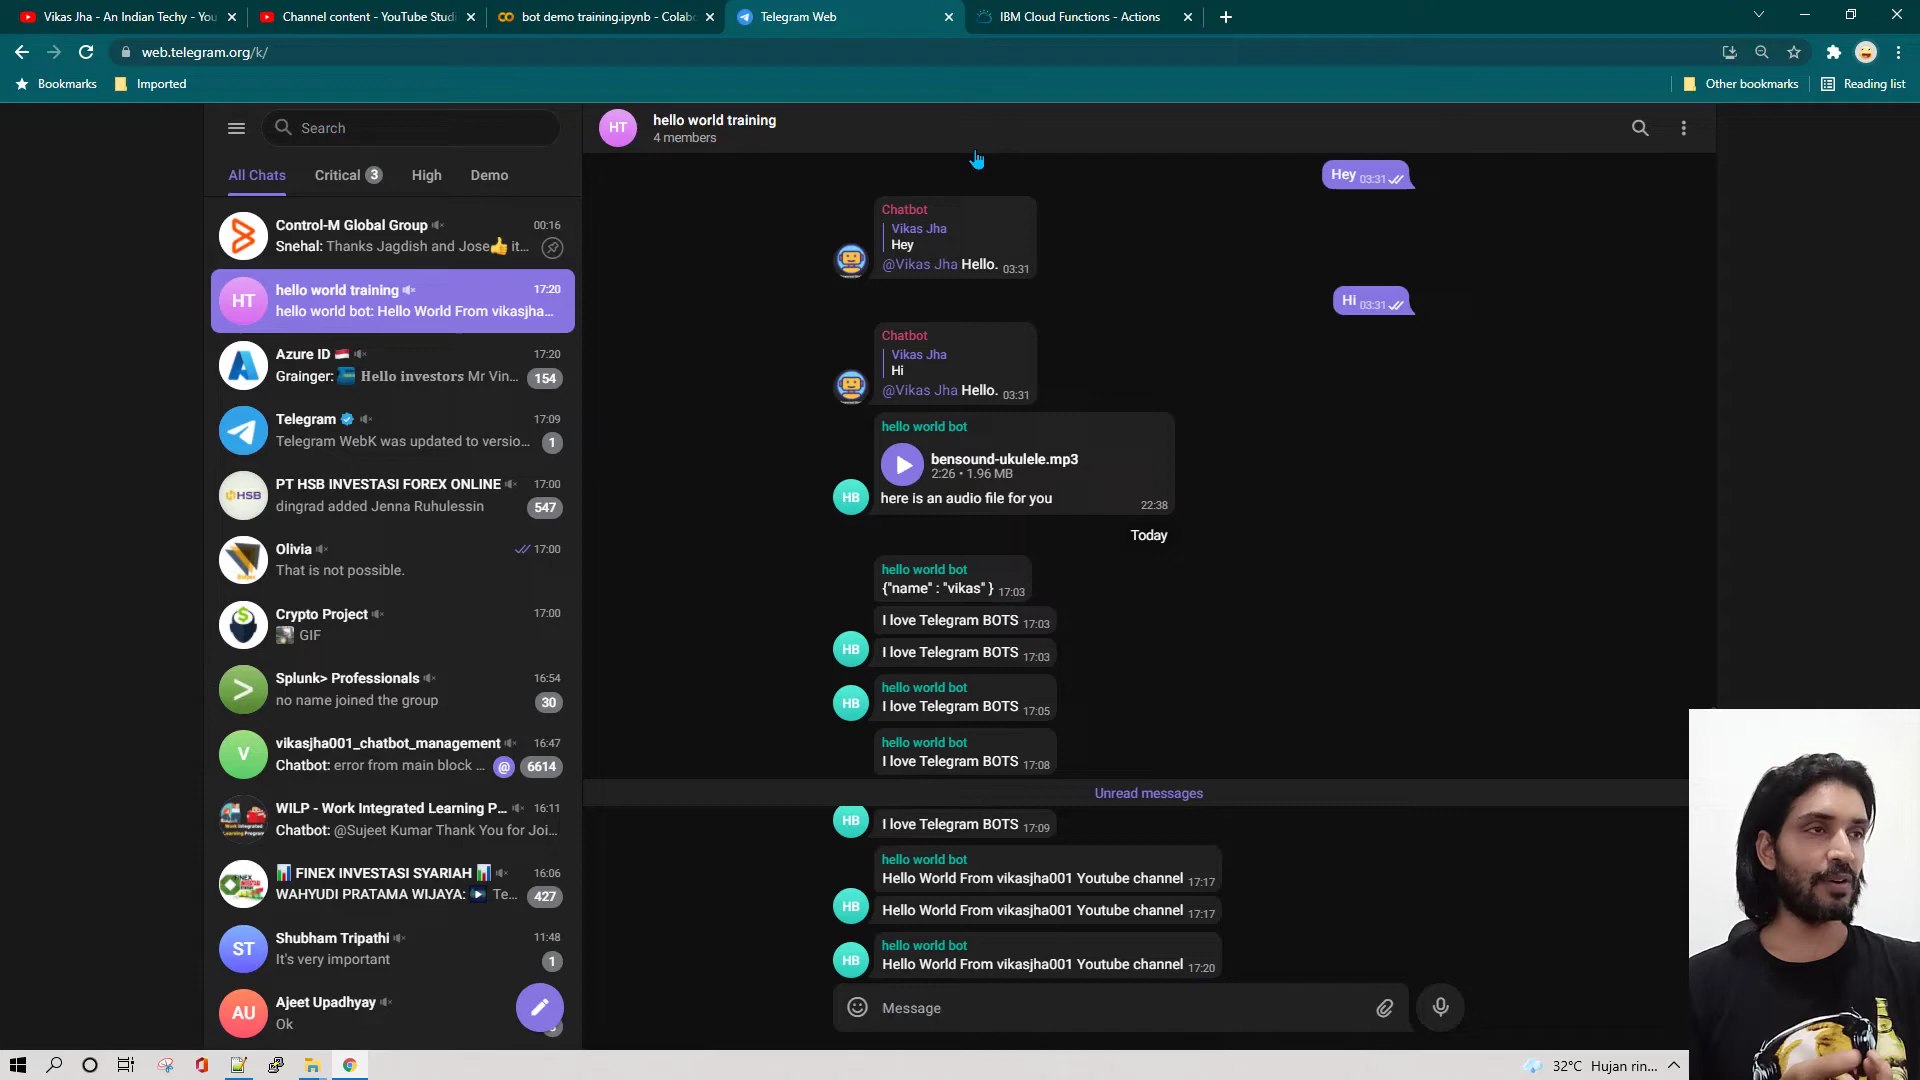 Vikas Jha - An Indian Techy - You
Channel content - YouTube Studi
bot demo training.ipynb - Colabo
Telegram Web
IBM Cloud Functions - Actions
web.telegram.org/k/
Bookmarks
Imported
Other bookmarks
Reading list
Search
All Chats
Critical 3
High
Demo
Control-M Global Group
00:16
Snehal: Thanks Jagdish and Jose👍 it...
HT
hello world training
17:20
hello world bot: Hello World From vikasjha...
Azure ID
17:20
Grainger: Hello investors Mr Vin...
154
Telegram
17:09
Telegram WebK was updated to versio...
1
HSB
PT HSB INVESTASI FOREX ONLINE
17:00
dingrad added Jenna Ruhulessin
547
Olivia
17:00
That is not possible.
Crypto Project
17:00
GIF
Splunk> Professionals
16:54
no name joined the group
30
V
vikasjha001_chatbot_management
16:47
Chatbot: error from main block ...
@
6614
WILP - Work Integrated Learning P...
16:11
Chatbot: @Sujeet Kumar Thank You for Joi...
📊 FINEX INVESTASI SYARIAH 📊
16:06
WAHYUDI PRATAMA WIJAYA: Te...
427
ST
Shubham Tripathi
11:48
It's very important
1
AU
Ajeet Upadhyay
Ok
HT
hello world training
4 members
Hey 03:31
Chatbot
Vikas Jha
Hey
@Vikas Jha Hello. 03:31
Hi 03:31
Chatbot
Vikas Jha
Hi
@Vikas Jha Hello. 03:31
hello world bot
bensound-ukulele.mp3
2:26 • 1.96 MB
HB
here is an audio file for you
22:38
Today
hello world bot
{"name" : "vikas" } 17:03
I love Telegram BOTS 17:03
HB
I love Telegram BOTS 17:03
hello world bot
HB
I love Telegram BOTS 17:05
hello world bot
I love Telegram BOTS 17:08
Unread messages
HB
I love Telegram BOTS 17:09
hello world bot
Hello World From vikasjha001 Youtube channel 17:17
HB
Hello World From vikasjha001 Youtube channel 17:17
hello world bot
HB
Hello World From vikasjha001 Youtube channel 17:20
Message
32°C Hujan rin...